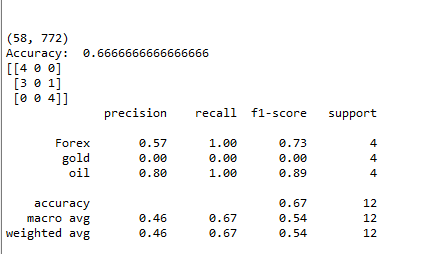 (58, 772)
Accuracy:  0.6666666666666666
[[4 0 0]
 [3 0 1]
 [0 0 4]]
              precision    recall  f1-score   support

       Forex       0.57      1.00      0.73         4
        gold       0.00      0.00      0.00         4
         oil       0.80      1.00      0.89         4

    accuracy                           0.67        12
   macro avg       0.46      0.67      0.54        12
weighted avg       0.46      0.67      0.54        12